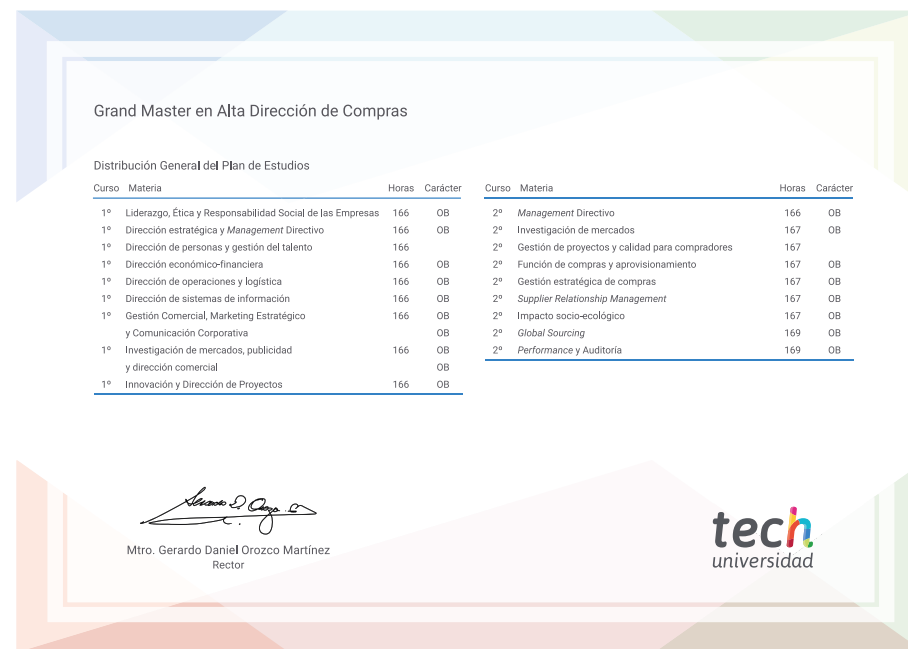 Grand Master en Alta Dirección de Compras
Distribución General del Plan de Estudios
Curso Materia Horas Carácter
1º Liderazgo, Ética y Responsabilidad Social de las Empresas 166 OB
1º Dirección estratégica y Management Directivo 166 OB
1º Dirección de personas y gestión del talento 166
1º Dirección económico-financiera 166 OB
1º Dirección de operaciones y logística 166 OB
1º Dirección de sistemas de información 166 OB
1º Gestión Comercial, Marketing Estratégico 166 OB
y Comunicación Corporativa OB
1º Investigación de mercados, publicidad 166 OB
y dirección comercial OB
1º Innovación y Dirección de Proyectos 166 OB
Curso Materia Horas Carácter
2º Management Directivo 166 OB
2º Investigación de mercados 167 OB
2º Gestión de proyectos y calidad para compradores 167
2º Función de compras y aprovisionamiento 167 OB
2º Gestión estratégica de compras 167 OB
2º Supplier Relationship Management 167 OB
2º Impacto socio-ecológico 167 OB
2º Global Sourcing 169 OB
2º Performance y Auditoría 169 OB
Mtro. Gerardo Daniel Orozco Martínez
Rector
tech
universidad